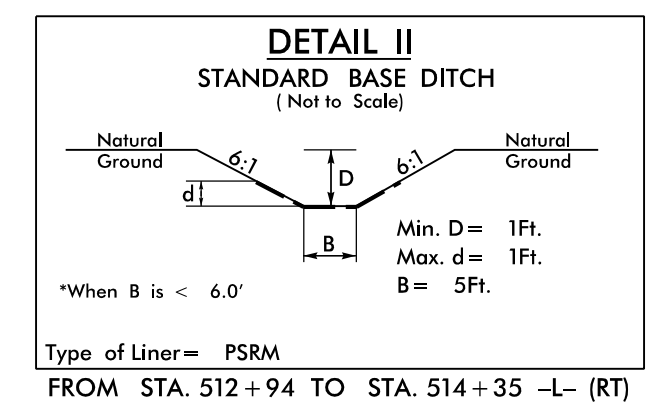 DETAIL II
STANDARD BASE DITCH
( Not to Scale)
Natural
Ground
6:1
D
6:1
Natural
Ground
d
B
Min. D = 1Ft.
Max. d = 1Ft.
B = 5Ft.
*When B is < 6.0'
Type of Liner = PSRM
FROM STA. 512+94 TO STA. 514+35 -L- (RT)